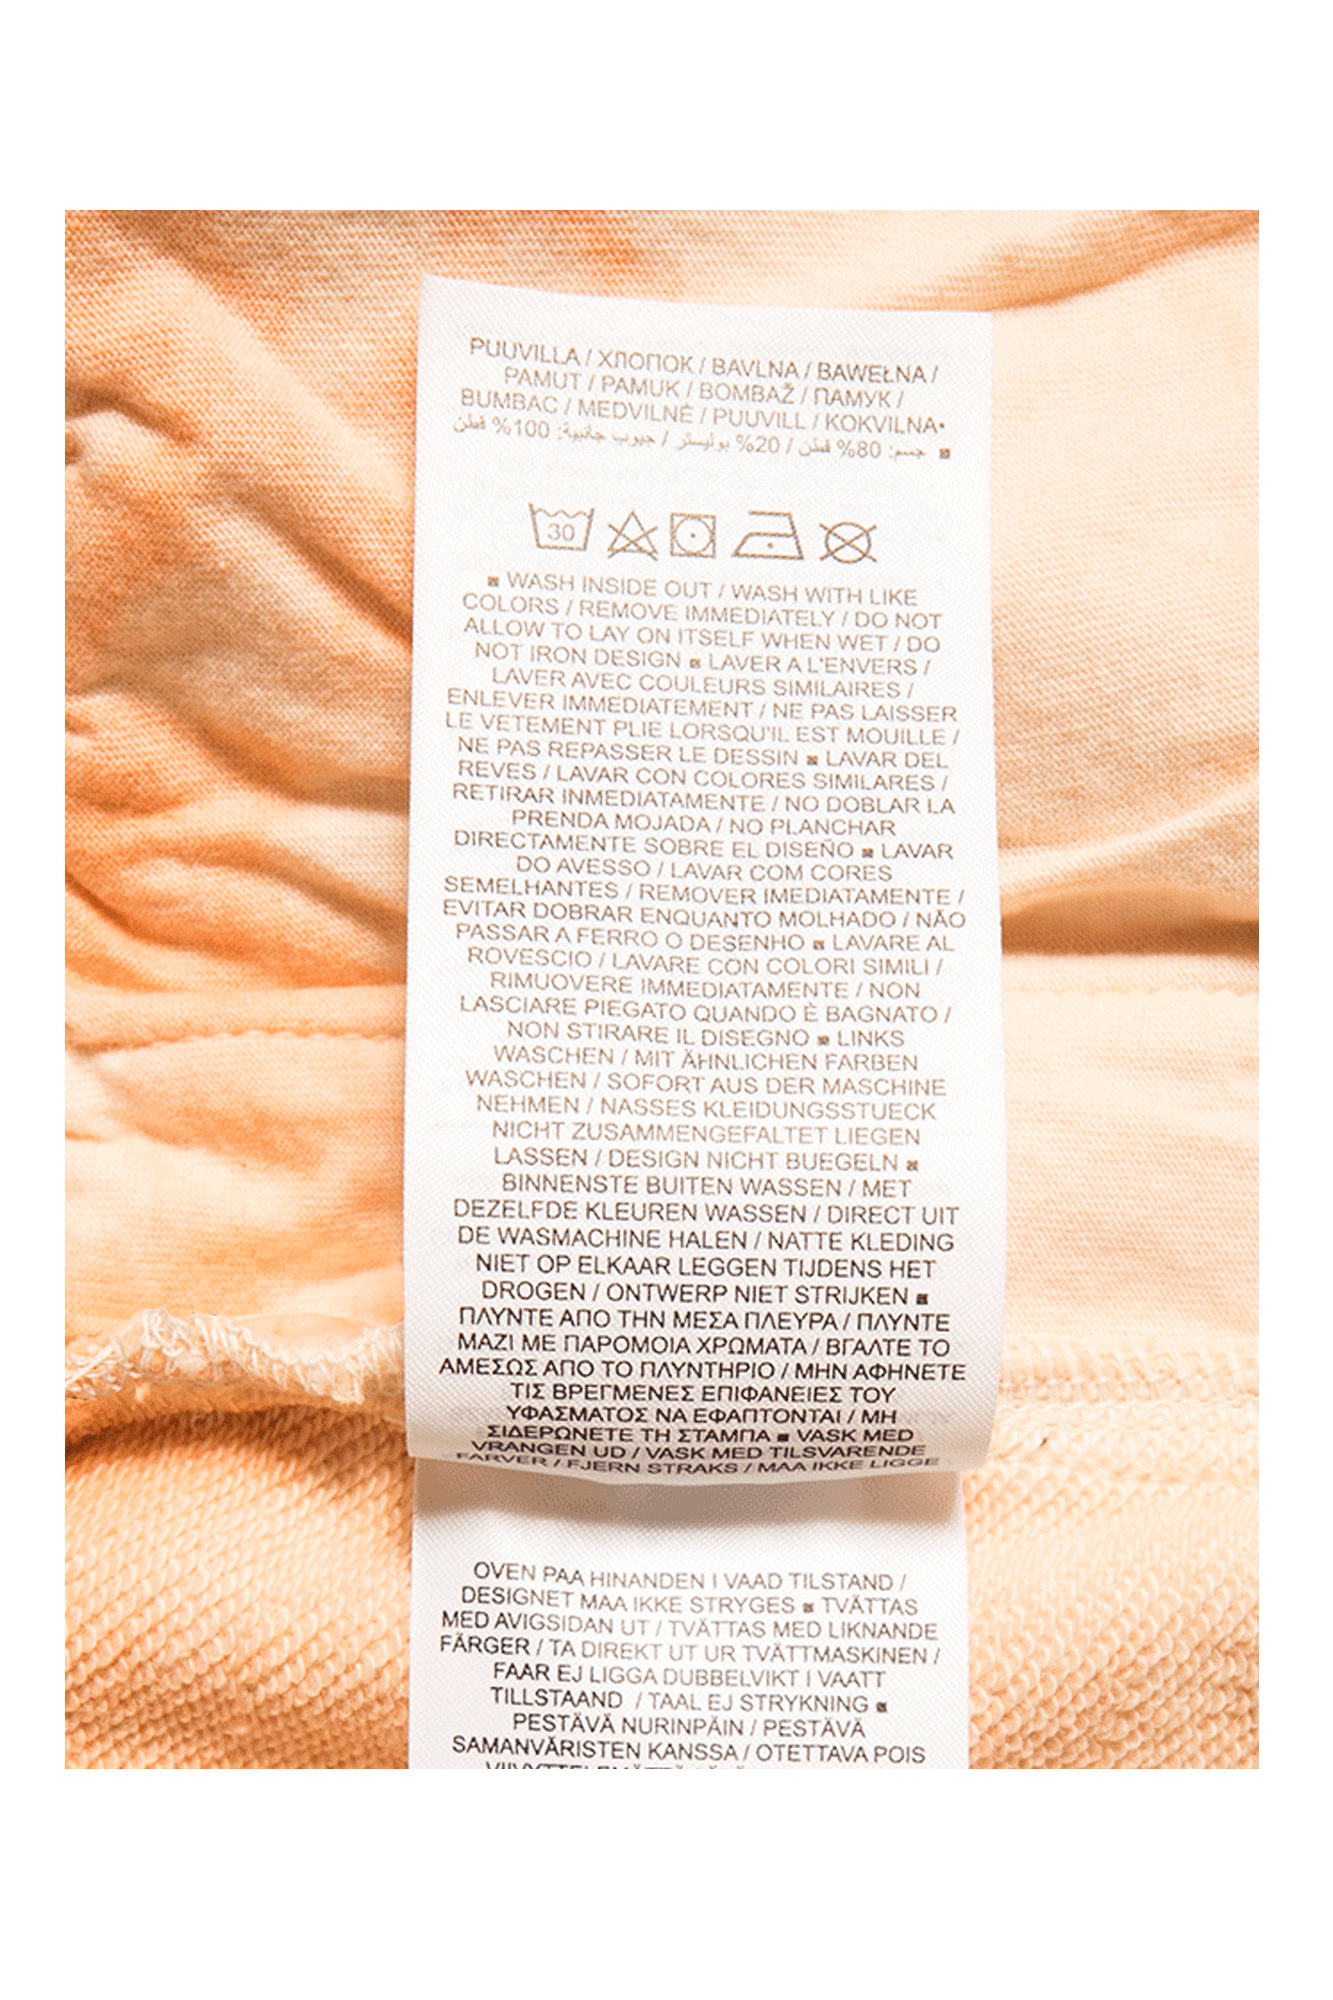 PUUVILLA / ХЛОПОК / BAVLNA / BAWEŁNA /
PAMUT / PAMUK / BOMBAŽ / ПАМУК /
BUMBAC / MEDVILNĖ / PUUVILL / KOKVILNA•
جسم: 80% قطن / 20% بوليستر / جيوب جانبية: 100% قطن
30
WASH INSIDE OUT / WASH WITH LIKE
COLORS / REMOVE IMMEDIATELY / DO NOT
ALLOW TO LAY ON ITSELF WHEN WET / DO
NOT IRON DESIGN ▪ LAVER A L'ENVERS /
LAVER AVEC COULEURS SIMILAIRES /
ENLEVER IMMEDIATEMENT / NE PAS LAISSER
LE VETEMENT PLIE LORSQU'IL EST MOUILLE /
NE PAS REPASSER LE DESSIN ▪ LAVAR DEL
REVES / LAVAR CON COLORES SIMILARES /
RETIRAR INMEDIATAMENTE / NO DOBLAR LA
PRENDA MOJADA / NO PLANCHAR
DIRECTAMENTE SOBRE EL DISEÑO ▪ LAVAR
DO AVESSO / LAVAR COM CORES
SEMELHANTES / REMOVER IMEDIATAMENTE /
EVITAR DOBRAR ENQUANTO MOLHADO / NÃO
PASSAR A FERRO O DESENHO ▪ LAVARE AL
ROVESCIO / LAVARE CON COLORI SIMILI /
RIMUOVERE IMMEDIATAMENTE / NON
LASCIARE PIEGATO QUANDO È BAGNATO /
NON STIRARE IL DISEGNO ▪ LINKS
WASCHEN / MIT ÄHNLICHEN FARBEN
WASCHEN / SOFORT AUS DER MASCHINE
NEHMEN / NASSES KLEIDUNGSSTUECK
NICHT ZUSAMMENGEFALTET LIEGEN
LASSEN / DESIGN NICHT BUEGELN ▪
BINNENSTE BUITEN WASSEN / MET
DEZELFDE KLEUREN WASSEN / DIRECT UIT
DE WASMACHINE HALEN / NATTE KLEDING
NIET OP ELKAAR LEGGEN TIJDENS HET
DROGEN / ONTWERP NIET STRIJKEN ▪
ΠΛΥΝΤΕ ΑΠΟ ΤΗΝ ΜΕΣΑ ΠΛΕΥΡΑ / ΠΛΥΝΤΕ
ΜΑΖΙ ΜΕ ΠΑΡΟΜΟΙΑ ΧΡΩΜΑΤΑ / ΒΓΑΛΤΕ ΤΟ
ΑΜΕΣΩΣ ΑΠΟ ΤΟ ΠΛΥΝΤΗΡΙΟ / ΜΗΝ ΑΦΗΝΕΤΕ
ΤΙΣ ΒΡΕΓΜΕΝΕΣ ΕΠΙΦΑΝΕΙΕΣ ΤΟΥ
ΥΦΑΣΜΑΤΟΣ ΝΑ ΕΦΑΠΤΟΝΤΑΙ / ΜΗ
ΣΙΔΕΡΩΝΕΤΕ ΤΗ ΣΤΑΜΠΑ ▪ VASK MED
VRANGEN UD / VASK MED TILSVARENDE
FARVER / FJERN STRAKS / MAA IKKE LIGGE
OVEN PAA HINANDEN I VAAD TILSTAND /
DESIGNET MAA IKKE STRYGES ▪ TVÄTTAS
MED AVIGSIDAN UT / TVÄTTAS MED LIKNANDE
FÄRGER / TA DIREKT UT UR TVÄTTMASKINEN /
FAAR EJ LIGGA DUBBELVIKT I VAATT
TILLSTAAND / TAAL EJ STRYKNING ▪
PESTÄVÄ NURINPÄIN / PESTÄVÄ
SAMANVÄRISTEN KANSSA / OTETTAVA POIS